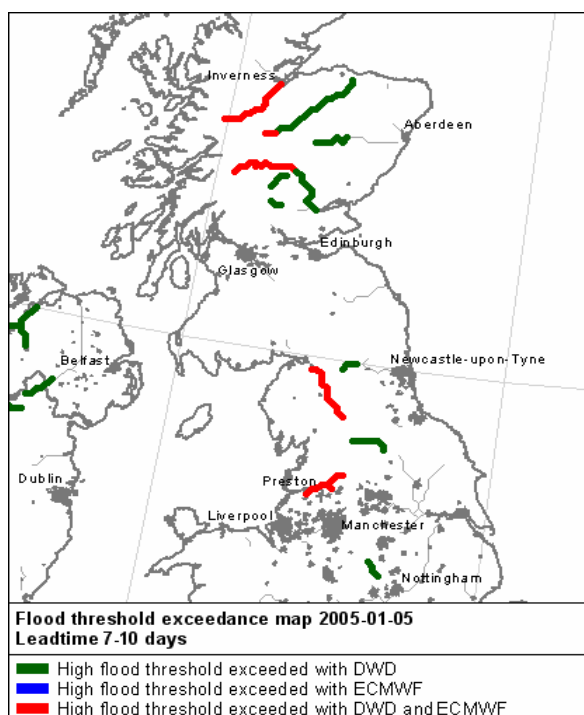 Inverness
Aberdeen
Edinburgh
Glasgow
Belfast
Newcastle-upon-Tyne
Dublin
Preston
Liverpool
Manchester
Nottingham
Flood threshold exceedance map 2005-01-05
Leadtime 7-10 days
High flood threshold exceeded with DWD
High flood threshold exceeded with ECMWF
High flood threshold exceeded with DWD and ECMWF